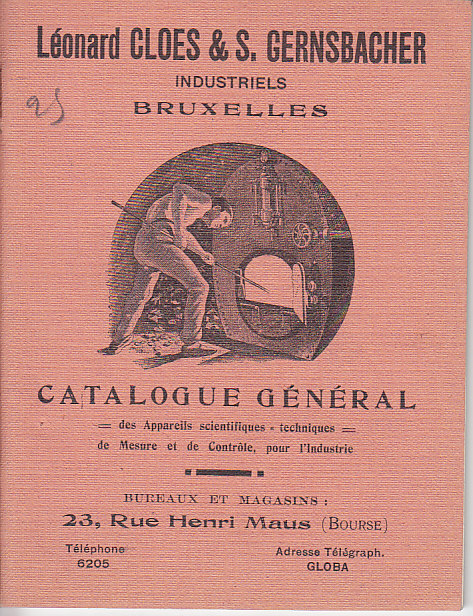 Léonard CLOES & S. GERNSBACHER
INDUSTRIELS
BRUXELLES
25
CATALOGUE GÉNÉRAL
des Appareils scientifiques - techniques
de Mesure et de Contrôle, pour l'Industrie
BUREAUX ET MAGASINS :
23, Rue Henri Maus (BOURSE)
Téléphone
6205
Adresse Télégraph.
GLOBA